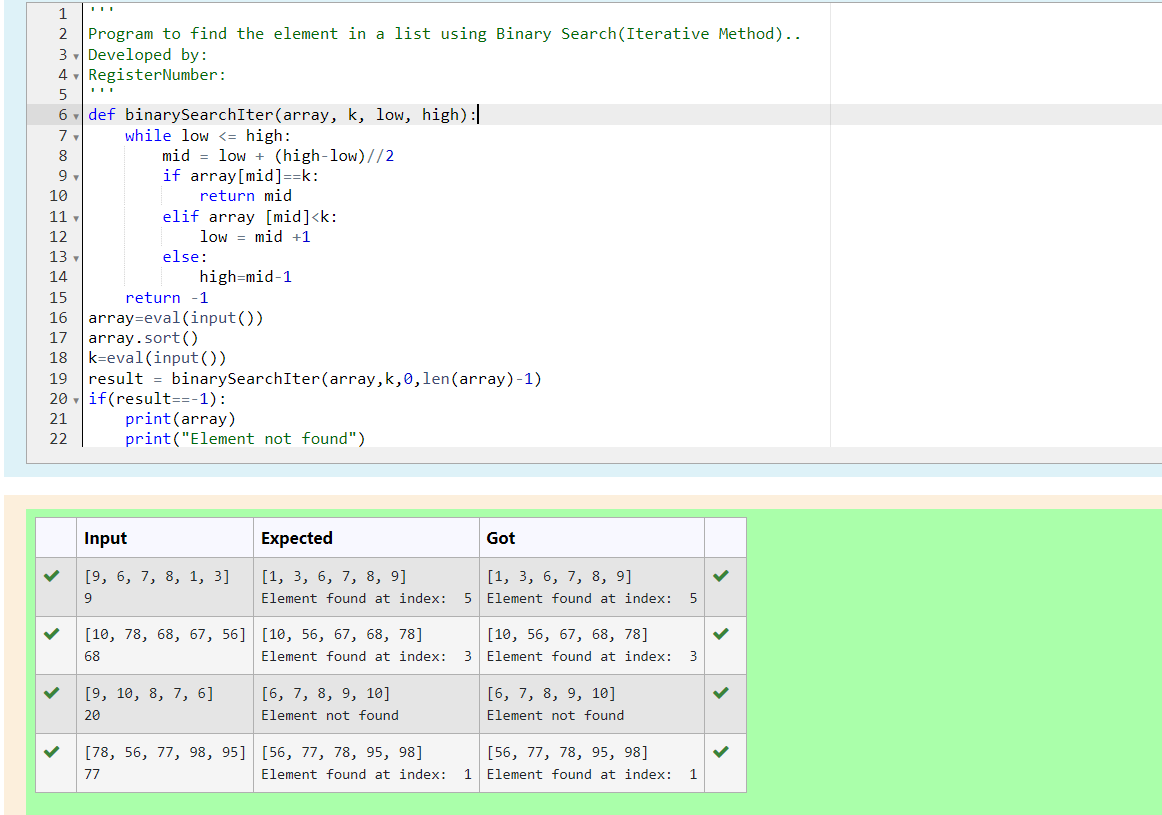 1 '''
2 Program to find the element in a list using Binary Search(Iterative Method)..
3 Developed by:
4 RegisterNumber:
5 '''
6 def binarySearchIter(array, k, low, high):
7     while low <= high:
8         mid = low + (high-low)//2
9         if array[mid]==k:
10             return mid
11         elif array [mid]<k:
12             low = mid +1
13         else:
14             high=mid-1
15     return -1
16 array=eval(input())
17 array.sort()
18 k=eval(input())
19 result = binarySearchIter(array,k,0,len(array)-1)
20 if(result==-1):
21     print(array)
22     print("Element not found")
Input Expected Got
[9, 6, 7, 8, 1, 3] [1, 3, 6, 7, 8, 9] [1, 3, 6, 7, 8, 9]
9 Element found at index:  5 Element found at index:  5
[10, 78, 68, 67, 56] [10, 56, 67, 68, 78] [10, 56, 67, 68, 78]
68 Element found at index:  3 Element found at index:  3
[9, 10, 8, 7, 6] [6, 7, 8, 9, 10] [6, 7, 8, 9, 10]
20 Element not found Element not found
[78, 56, 77, 98, 95] [56, 77, 78, 95, 98] [56, 77, 78, 95, 98]
77 Element found at index:  1 Element found at index:  1